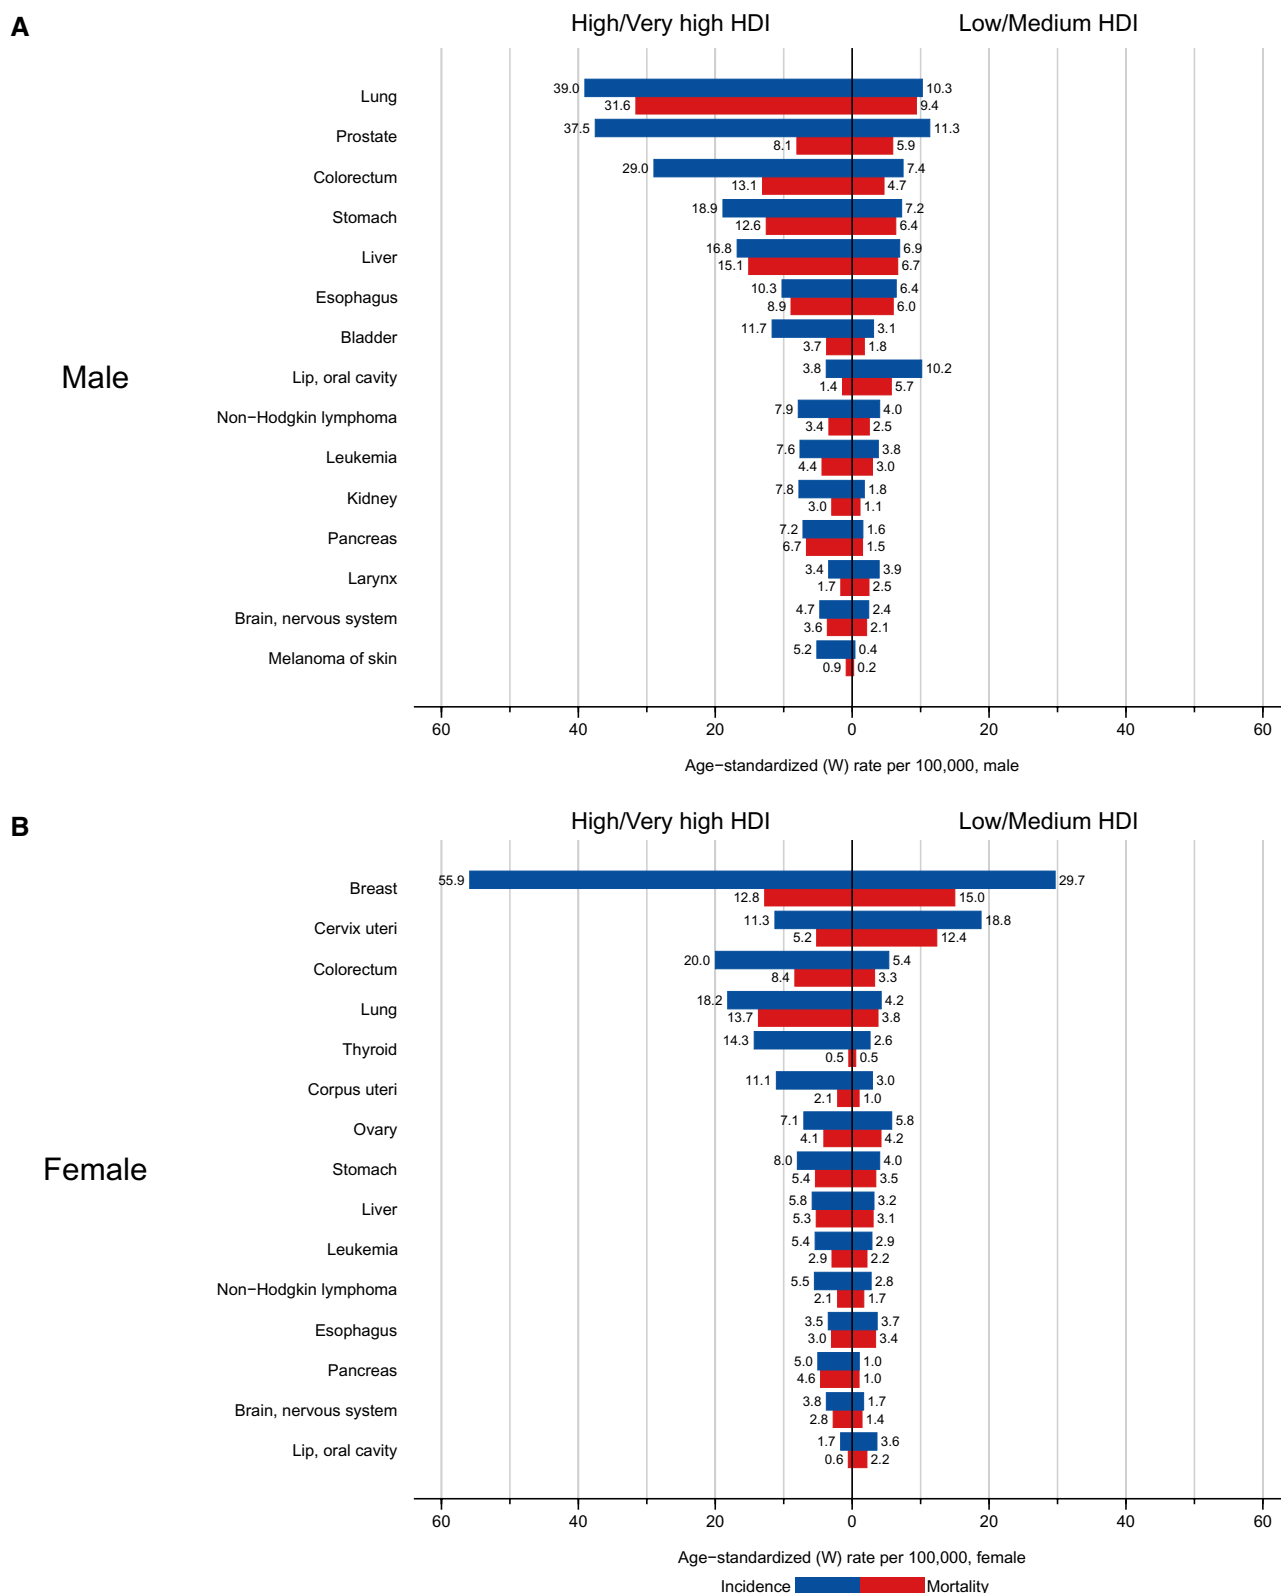 A
High/Very high HDI Low/Medium HDI
Lung 39.0 10.3
31.6 9.4
Prostate 37.5 11.3
8.1 5.9
Colorectum 29.0 7.4
13.1 4.7
Stomach 18.9 7.2
12.6 6.4
Liver 16.8 6.9
15.1 6.7
Esophagus 10.3 6.4
8.9 6.0
Bladder 11.7 3.1
3.7 1.8
Male
Lip, oral cavity 3.8 10.2
1.4 5.7
Non−Hodgkin lymphoma 7.9 4.0
3.4 2.5
Leukemia 7.6 3.8
4.4 3.0
Kidney 7.8 1.8
3.0 1.1
Pancreas 7.2 1.6
6.7 1.5
Larynx 3.4 3.9
1.7 2.5
Brain, nervous system 4.7 2.4
3.6 2.1
Melanoma of skin 5.2 0.4
0.9 0.2
60 40 20 0 20 40 60
Age−standardized (W) rate per 100,000, male
B
High/Very high HDI Low/Medium HDI
Breast 55.9 29.7
12.8 15.0
Cervix uteri 11.3 18.8
5.2 12.4
Colorectum 20.0 5.4
8.4 3.3
Lung 18.2 4.2
13.7 3.8
Thyroid 14.3 2.6
0.5 0.5
Corpus uteri 11.1 3.0
2.1 1.0
Ovary 7.1 5.8
4.1 4.2
Female
Stomach 8.0 4.0
5.4 3.5
Liver 5.8 3.2
5.3 3.1
Leukemia 5.4 2.9
2.9 2.2
Non−Hodgkin lymphoma 5.5 2.8
2.1 1.7
Esophagus 3.5 3.7
3.0 3.4
Pancreas 5.0 1.0
4.6 1.0
Brain, nervous system 3.8 1.7
2.8 1.4
Lip, oral cavity 1.7 3.6
0.6 2.2
60 40 20 0 20 40 60
Age−standardized (W) rate per 100,000, female
Incidence Mortality